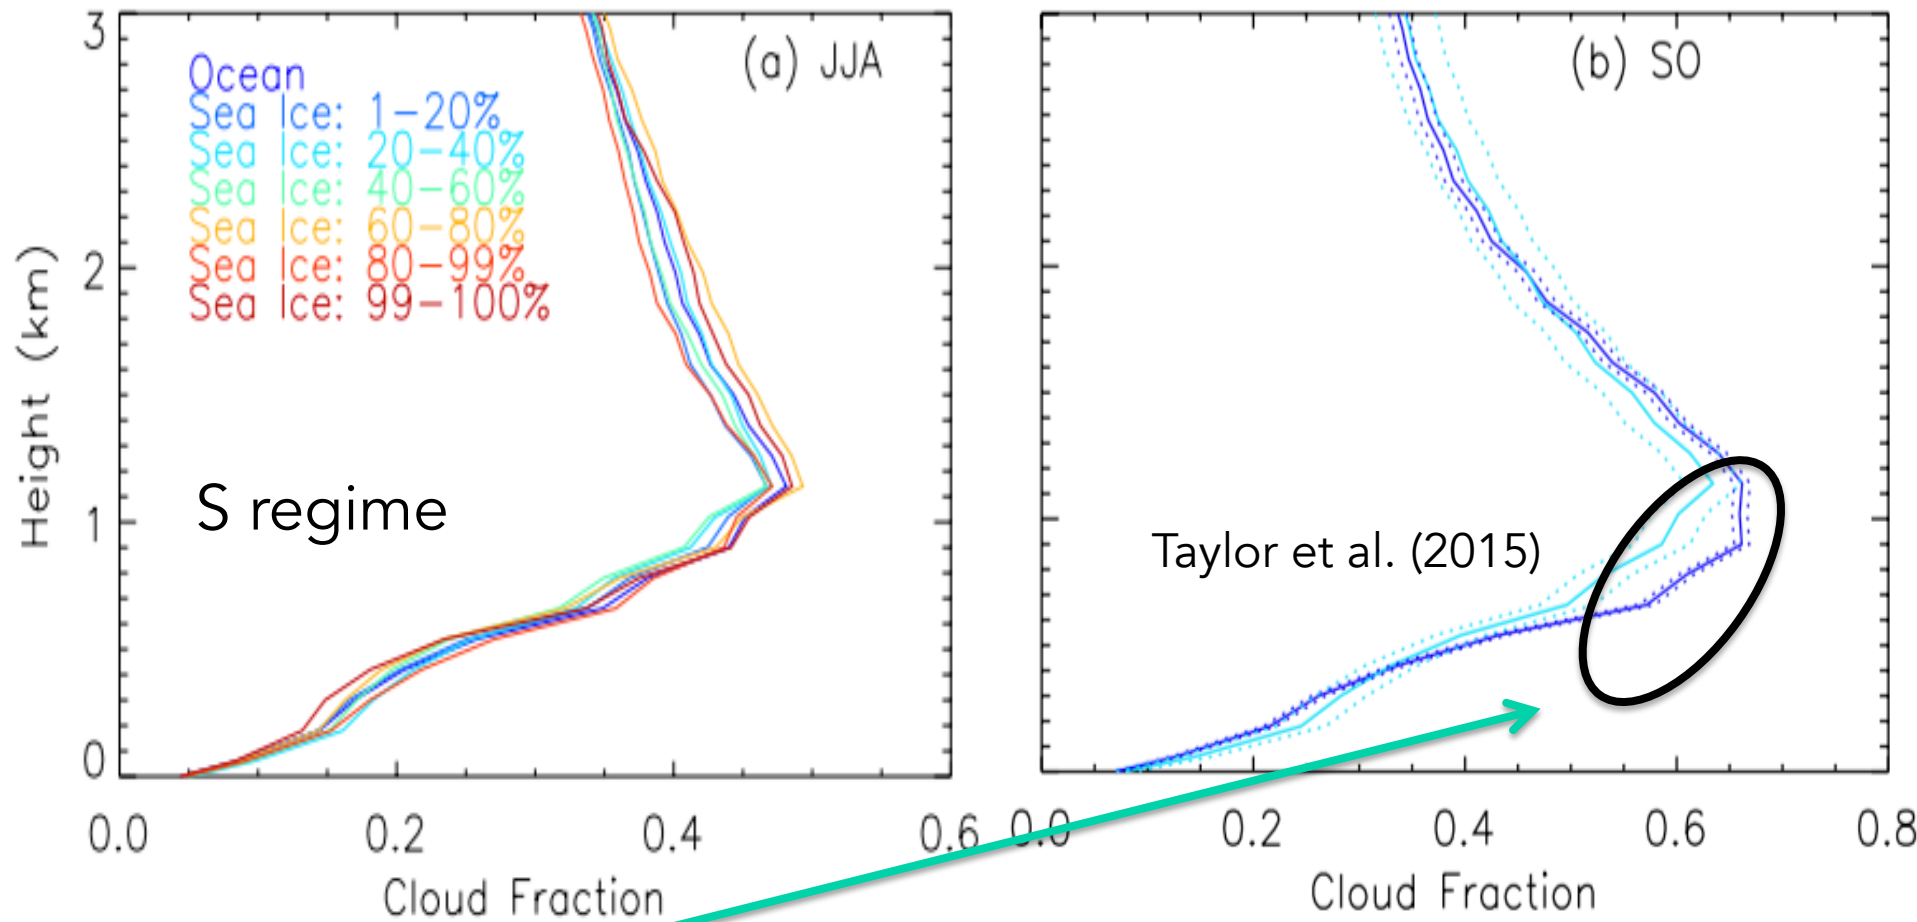 3
(a) JJA
(b) SO
Ocean
Sea Ice: 1-20%
Sea Ice: 20-40%
Sea Ice: 40-60%
Sea Ice: 60-80%
Sea Ice: 80-99%
Sea Ice: 99-100%
2
Height (km)
S regime
1
Taylor et al. (2015)
0
0.0 0.2 0.4 0.6 0.0 0.2 0.4 0.6 0.8
Cloud Fraction
Cloud Fraction